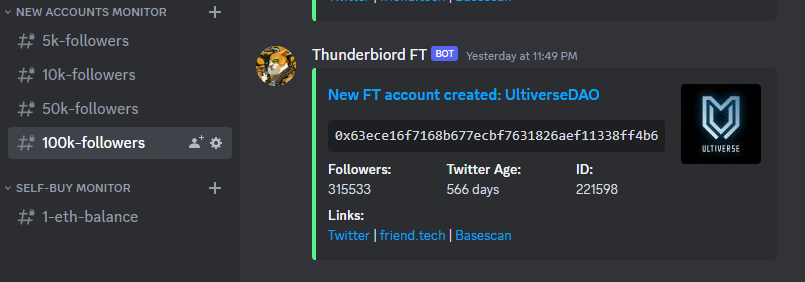 NEW ACCOUNTS MONITOR
5k-followers
10k-followers
50k-followers
100k-followers
SELF-BUY MONITOR
1-eth-balance
Twitter | friend.tech | Basescan
Thunderbiord FT BOT Yesterday at 11:49 PM
New FT account created: UltiverseDAO
0x63ece16f7168b677ecbf7631826aef11338ff4b6
ULTIVERSE
Followers: Twitter Age: ID:
315533 566 days 221598
Links:
Twitter | friend.tech | Basescan